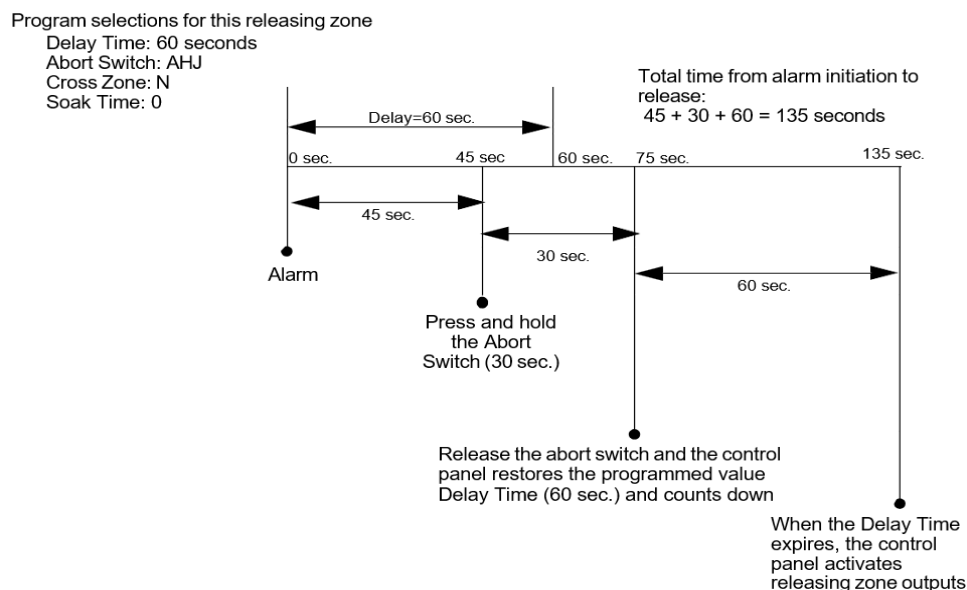 Program selections for this releasing zone
Delay Time: 60 seconds
Abort Switch: AHJ
Cross Zone: N
Soak Time: 0
Total time from alarm initiation to
release:
45 + 30 + 60 = 135 seconds
Delay=60 sec.
0 sec.
45 sec
60 sec.
75 sec.
135 sec.
45 sec.
30 sec.
60 sec.
Alarm
Press and hold
the Abort
Switch (30 sec.)
Release the abort switch and the control
panel restores the programmed value
Delay Time (60 sec.) and counts down
When the Delay Time
expires, the control
panel activates
releasing zone outputs